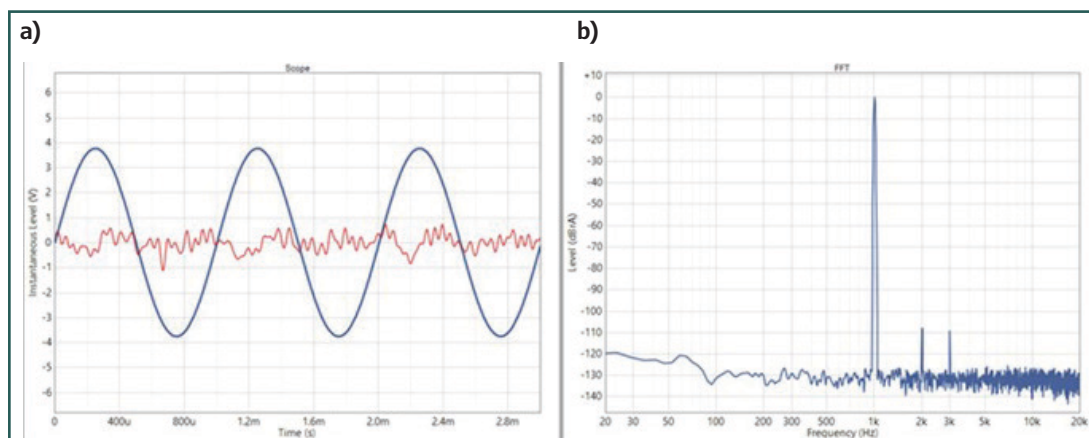 a)
b)
Scope
Instantaneous Level (V)
6
5
4
3
2
1
0
-1
-2
-3
-4
-5
-6
0
400u
800u
1.2m
1.6m
2.0m
2.4m
2.8m
Time (s)
FFT
Level (dBrA)
+10
0
-10
-20
-30
-40
-50
-60
-70
-80
-90
-100
-110
-120
-130
-140
20
30
50
100
200
300
500
1k
2k
3k
5k
10k
20k
Frequency (Hz)